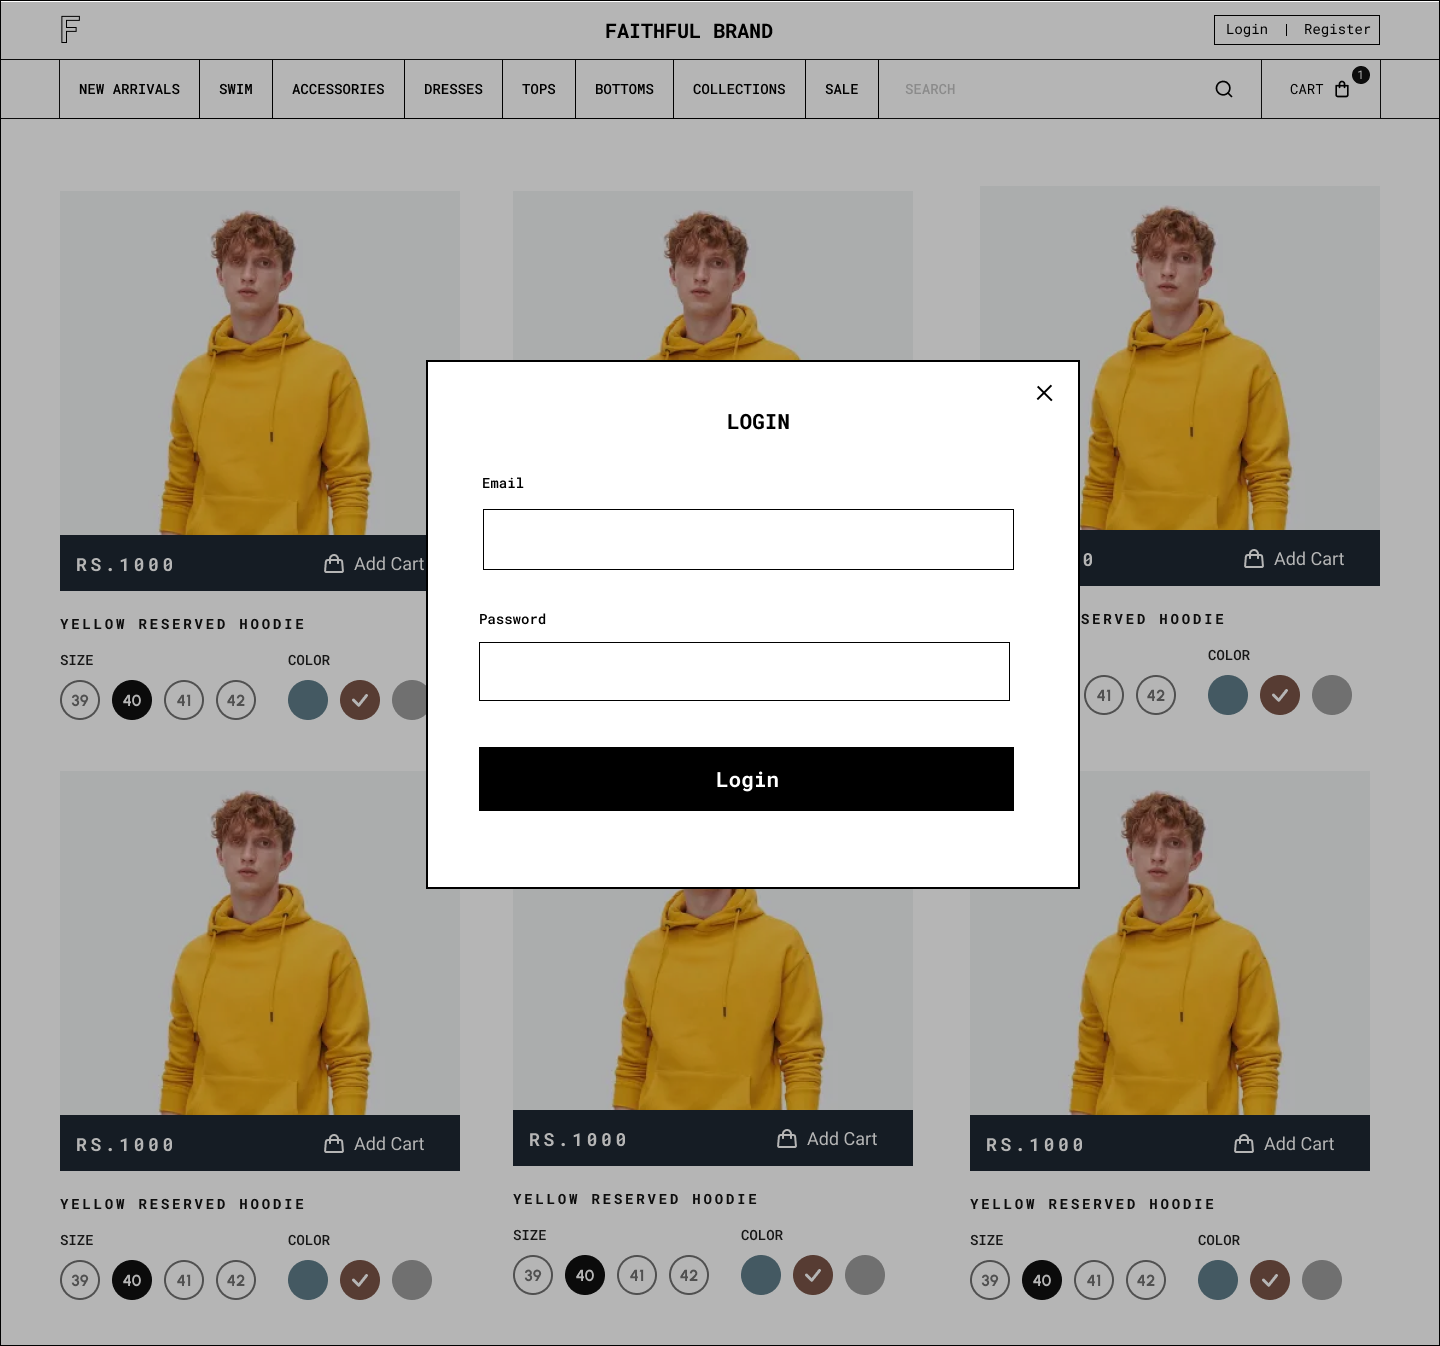 F
FAITHFUL BRAND
Login | Register
NEW ARRIVALS
SWIM
ACCESSORIES
DRESSES
TOPS
BOTTOMS
COLLECTIONS
SALE
SEARCH
CART
1
LOGIN
Email
Password
Login
RS.1000
Add Cart
YELLOW RESERVED HOODIE
SIZE
COLOR
39 40 41 42
0
Add Cart
SERVED HOODIE
COLOR
41 42
RS.1000
Add Cart
YELLOW RESERVED HOODIE
SIZE
COLOR
39 40 41 42
RS.1000
Add Cart
YELLOW RESERVED HOODIE
SIZE
COLOR
39 40 41 42
RS.1000
Add Cart
YELLOW RESERVED HOODIE
SIZE
COLOR
39 40 41 42